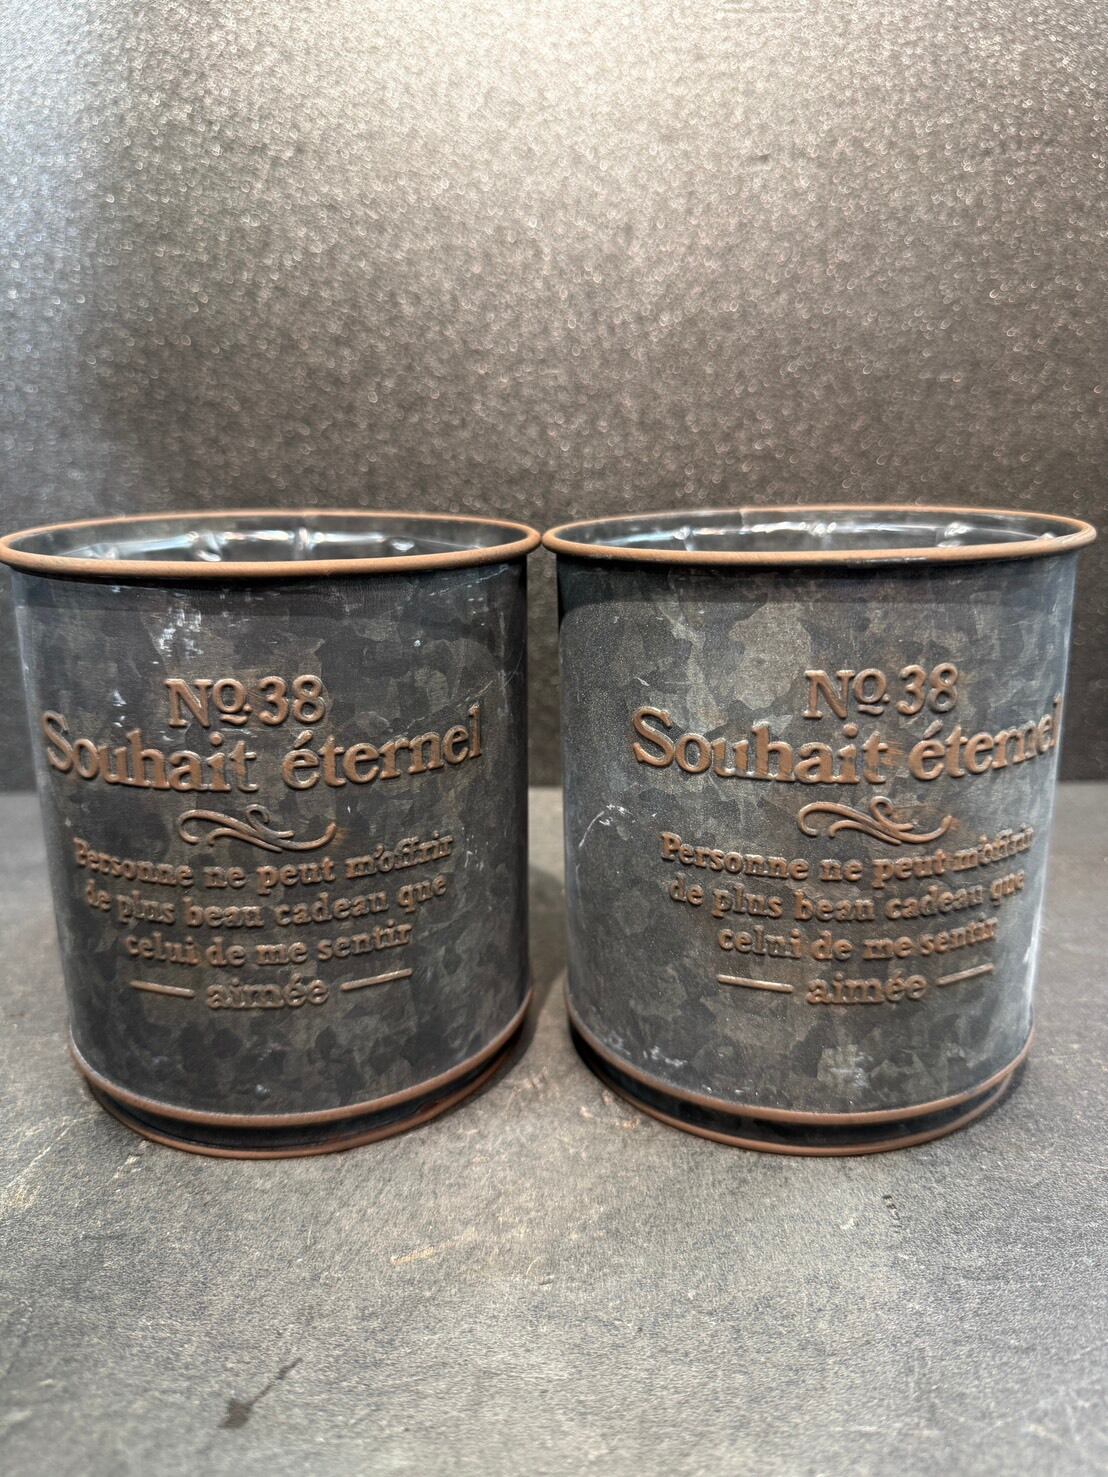 No.38
Souhait éternel
Personne ne peut m'offrir
de plus beau cadeau que
celui de me sentir
aimée
No.38
Souhait éternel
Personne ne peut m'offrir
de plus beau cadeau que
celui de me sentir
aimée